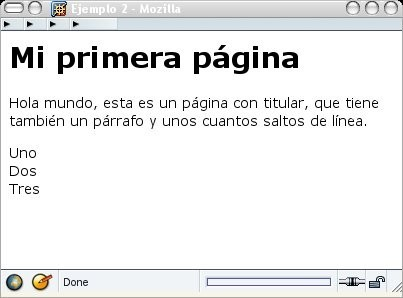 Ejemplo 2 - Mozilla
Mi primera página
Hola mundo, esta es un página con titular, que tiene
también un párrafo y unos cuantos saltos de línea.
Uno
Dos
Tres
Done